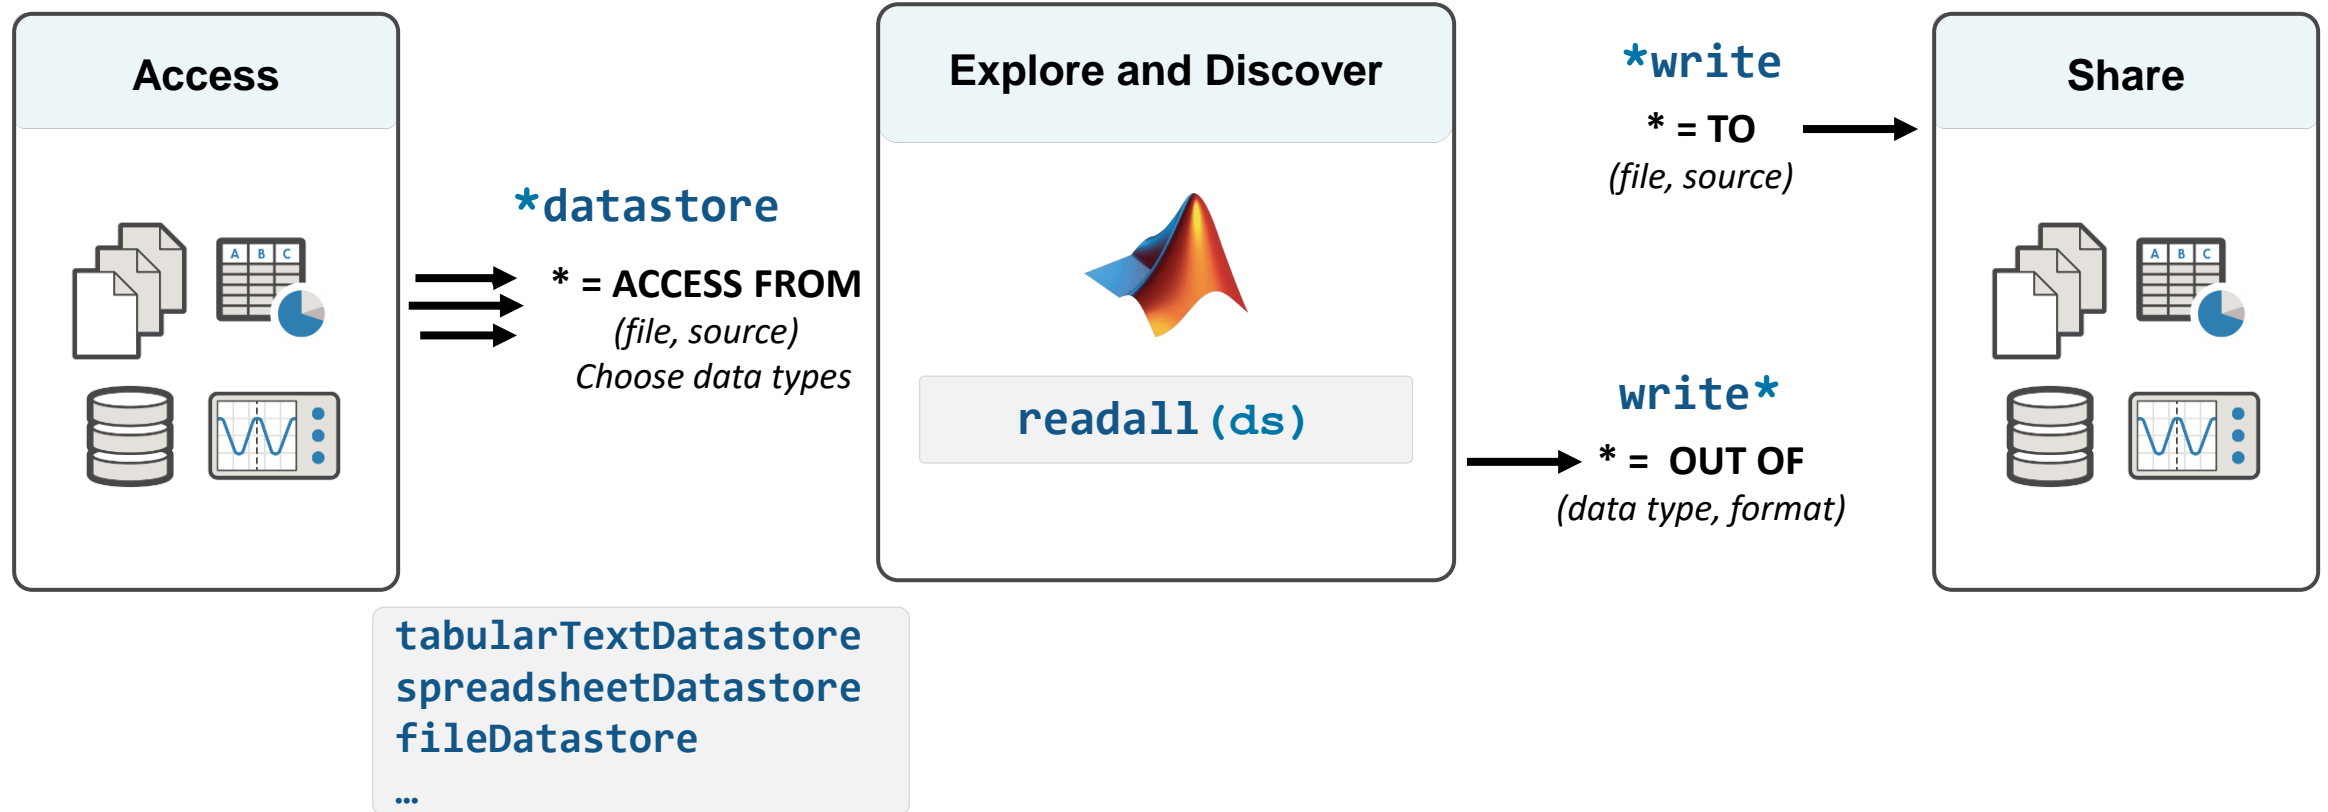 Access
A B C
*datastore
* = ACCESS FROM
(file, source)
Choose data types
tabularTextDatastore
spreadsheetDatastore
fileDatastore
…
Explore and Discover
readall(ds)
*write
* = TO
(file, source)
write*
* = OUT OF
(data type, format)
Share
A B C